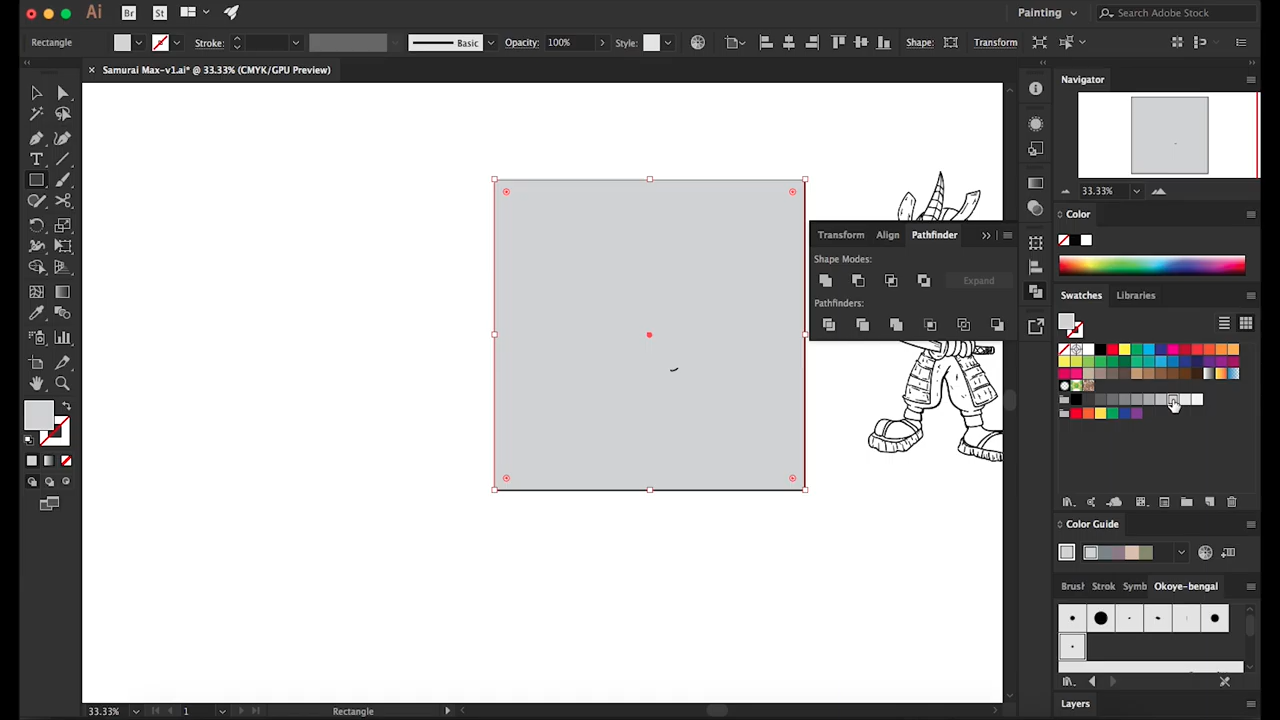 Ai Br St Painting Search Adobe Stock
Rectangle Stroke: Basic Opacity: 100% Style: Shape: Transform
Samurai Max-v1.ai* @ 33.33% (CMYK/GPU Preview)
Navigator
33.33%
Color
Transform Align Pathfinder
Shape Modes:
Expand
Pathfinders:
Swatches Libraries
Color Guide
Brush Strok Symb Okoye-bengal
Layers
33.33% 1 Rectangle